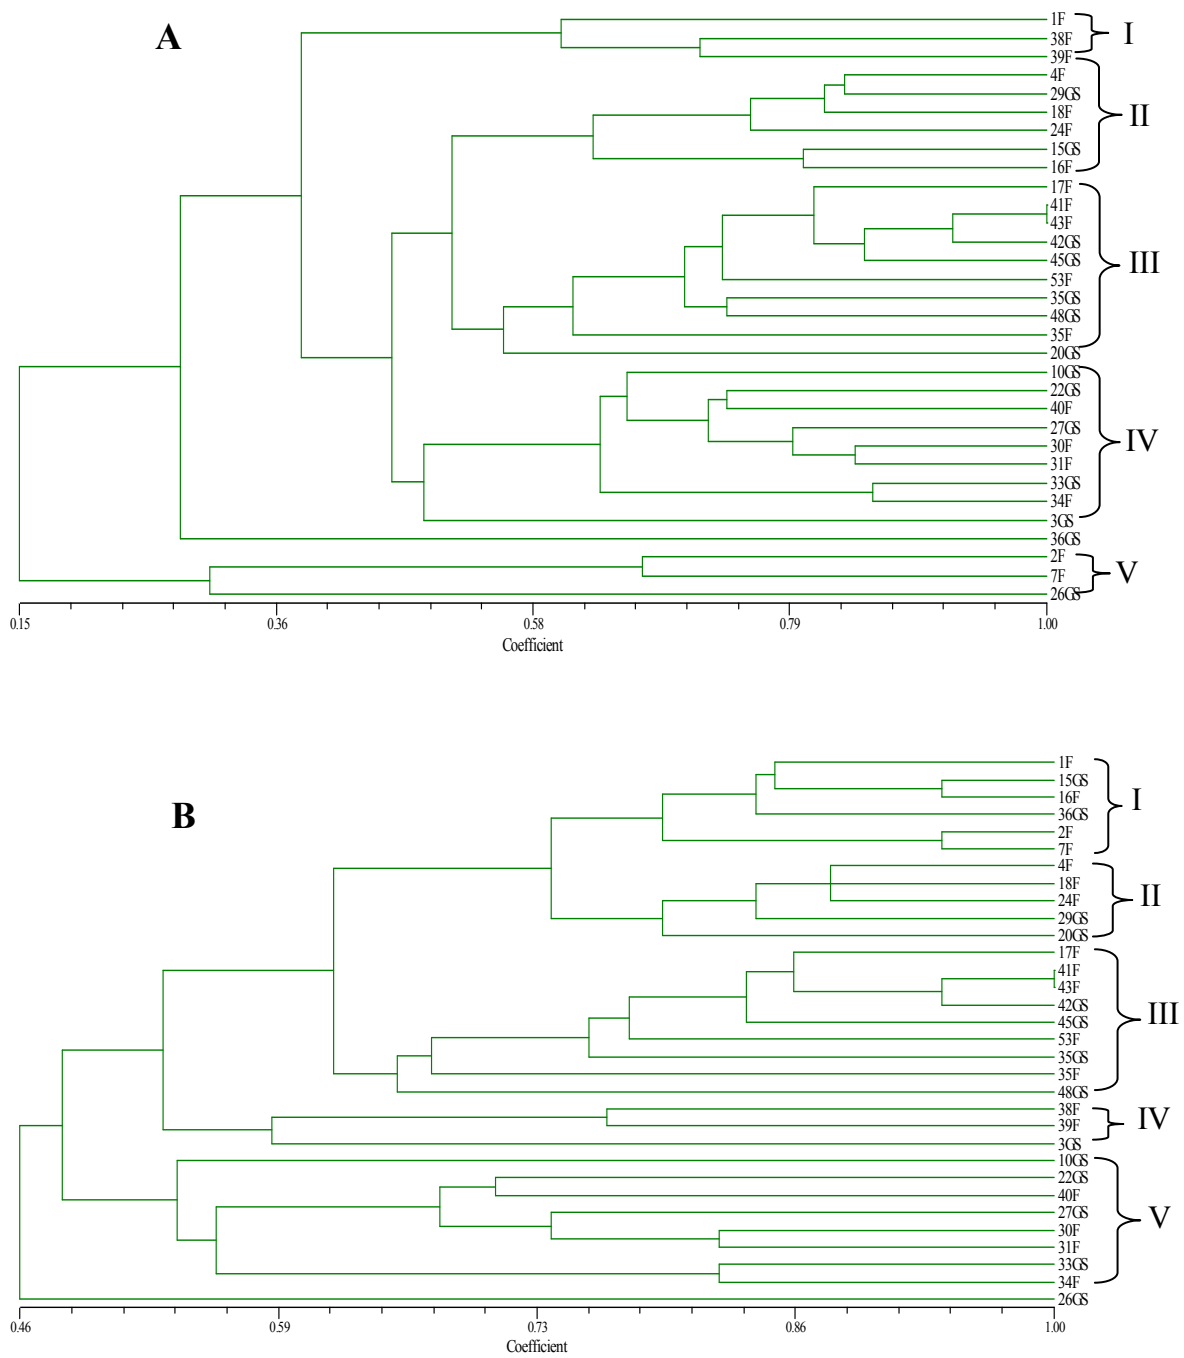 A
1F
38F
39F
I
4F
29GS
18F
24F
15GS
16F
II
17F
41F
43F
42GS
45GS
53F
35GS
48GS
35F
20GS
III
10GS
22GS
40F
27GS
30F
31F
33GS
34F
3GS
IV
36GS
2F
7F
26GS
V
0.15 0.36 0.58 0.79 1.00
Coefficient
B
1F
15GS
16F
36GS
2F
7F
I
4F
18F
24F
29GS
20GS
II
17F
41F
43F
42GS
45GS
53F
35GS
35F
48GS
III
38F
39F
3GS
IV
10GS
22GS
40F
27GS
30F
31F
33GS
34F
V
26GS
0.46 0.59 0.73 0.86 1.00
Coefficient